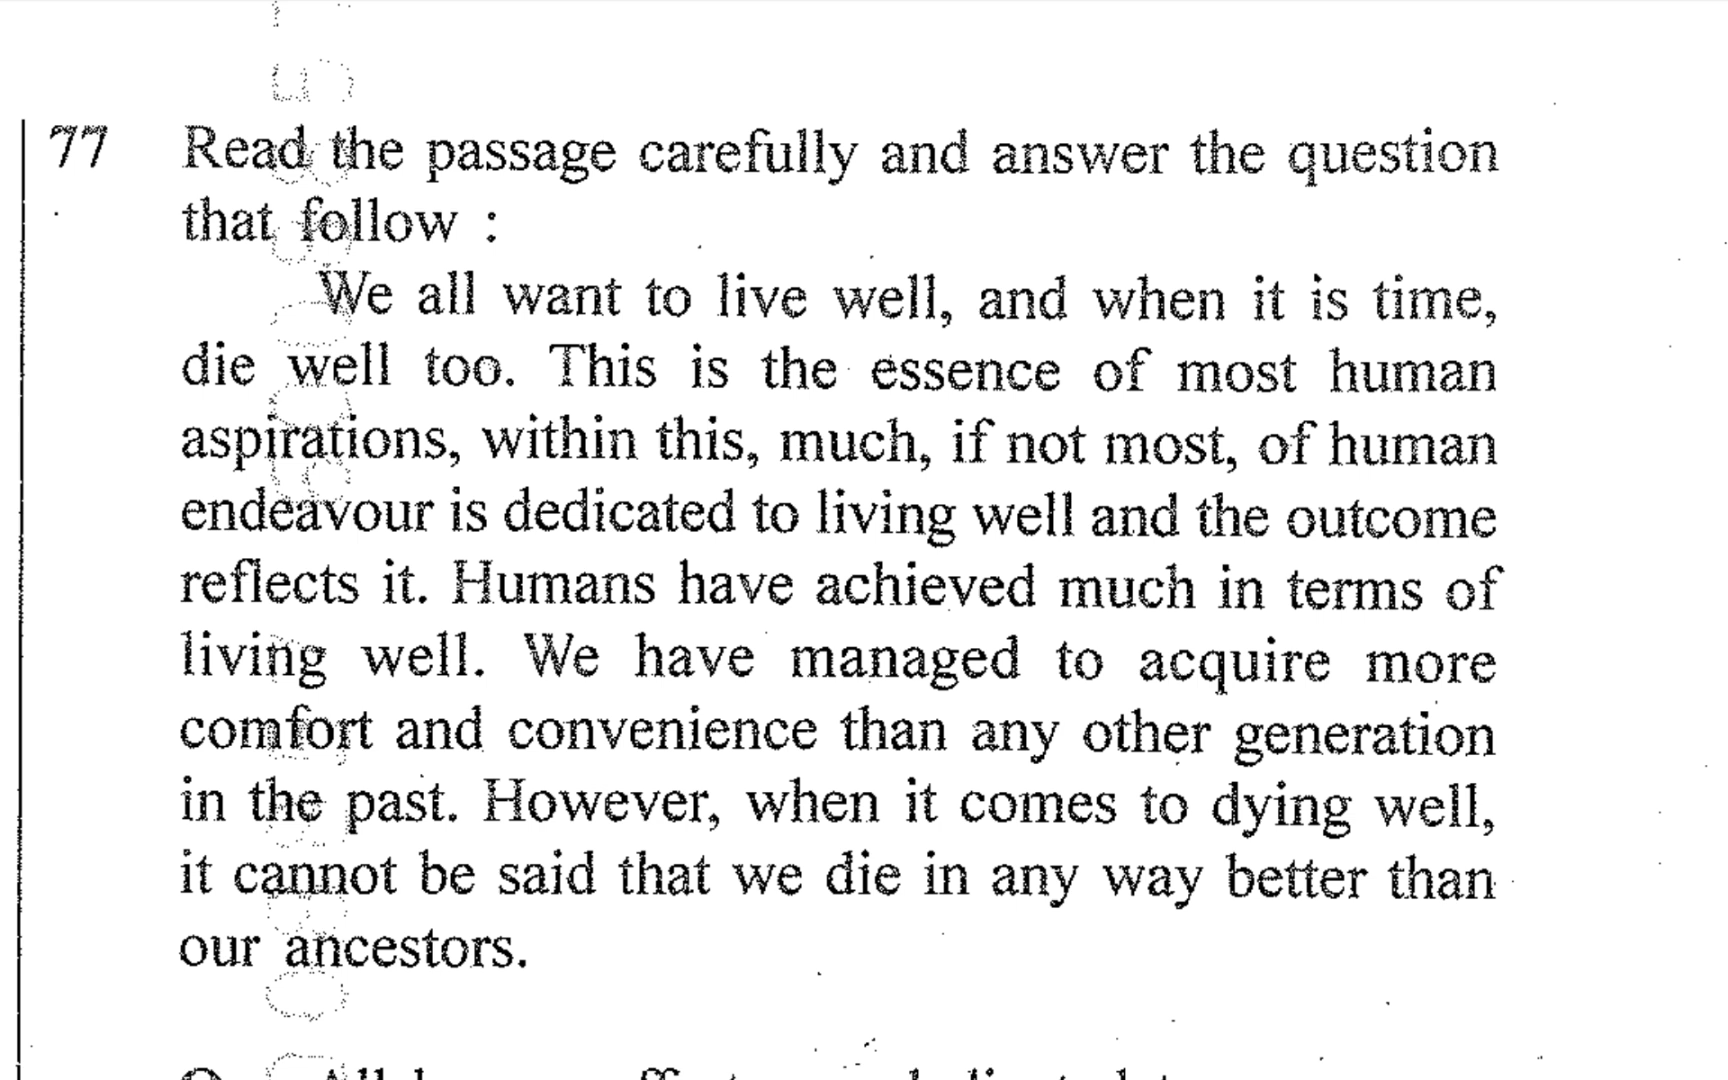 77 Read the passage carefully and answer the question
that follow :
We all want to live well, and when it is time,
die well too. This is the essence of most human
aspirations, within this, much, if not most, of human
endeavour is dedicated to living well and the outcome
reflects it. Humans have achieved much in terms of
living well. We have managed to acquire more
comfort and convenience than any other generation
in the past. However, when it comes to dying well,
it cannot be said that we die in any way better than
our ancestors.